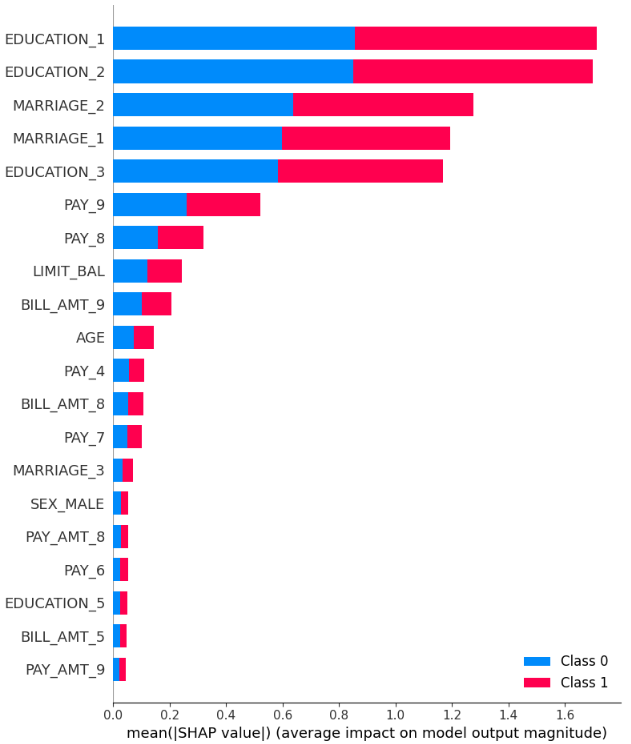 EDUCATION_1
EDUCATION_2
MARRIAGE_2
MARRIAGE_1
EDUCATION_3
PAY_9
PAY_8
LIMIT_BAL
BILL_AMT_9
AGE
PAY_4
BILL_AMT_8
PAY_7
MARRIAGE_3
SEX_MALE
PAY_AMT_8
PAY_6
EDUCATION_5
BILL_AMT_5
PAY_AMT_9
Class 0
Class 1
0.0 0.2 0.4 0.6 0.8 1.0 1.2 1.4 1.6
mean(|SHAP value|) (average impact on model output magnitude)